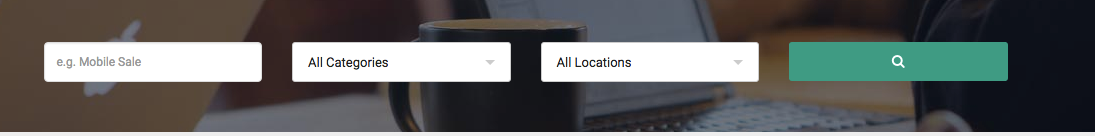 e.g. Mobile Sale
All Categories
All Locations